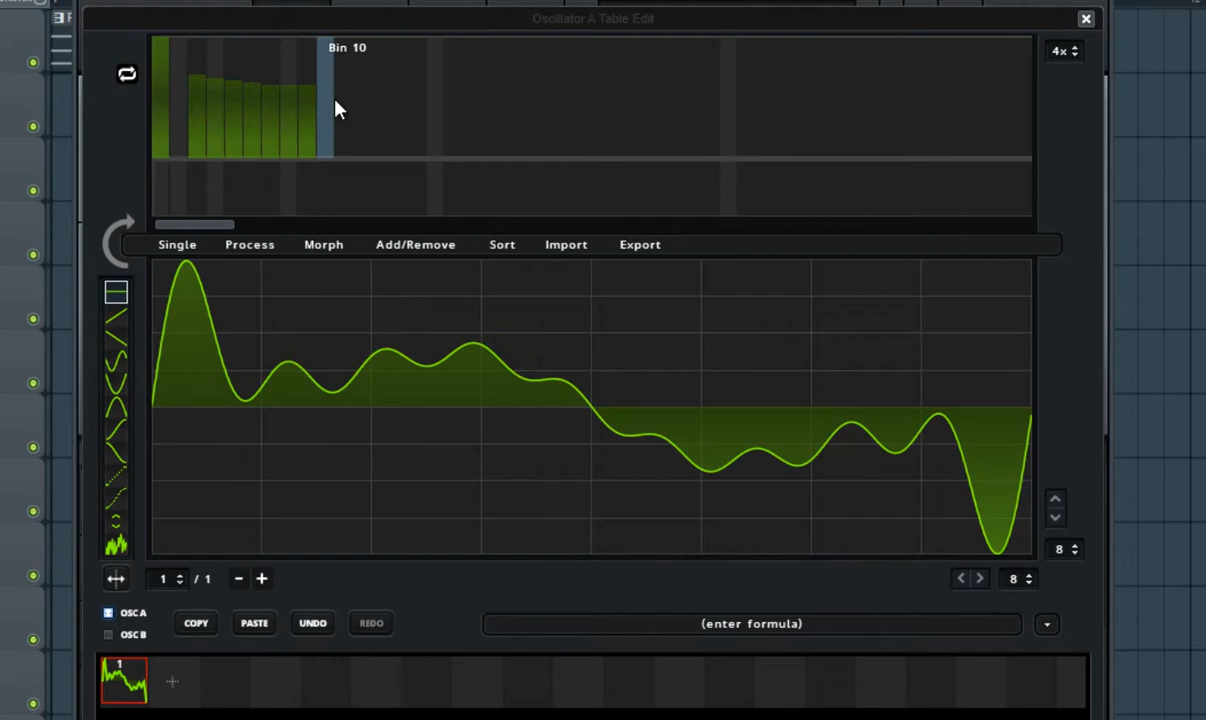 Oscillator A Table Edit
Bin 10
4x
Single Process Morph Add/Remove Sort Import Export
8
1 / 1 - + 8
OSC A
OSC B
COPY PASTE UNDO REDO (enter formula)
1